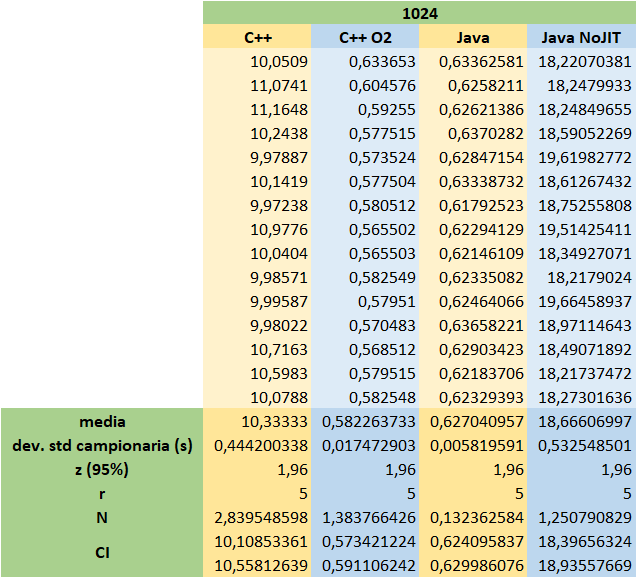 1024
C++ C++ O2 Java Java NoJIT
10,0509 0,633653 0,63362581 18,22070381
11,0741 0,604576 0,6258211 18,2479933
11,1648 0,59255 0,62621386 18,24849655
10,2438 0,577515 0,6370282 18,59052269
9,97887 0,573524 0,62847154 19,61982772
10,1419 0,577504 0,63338732 18,61267432
9,97238 0,580512 0,61792523 18,75255808
10,9776 0,565502 0,62294129 19,51425411
10,0404 0,565503 0,62146109 18,34927071
9,98571 0,582549 0,62335082 18,2179024
9,99587 0,57951 0,62464066 19,66458937
9,98022 0,570483 0,63658221 18,97114643
10,7163 0,568512 0,62903423 18,49071892
10,5983 0,579515 0,62183706 18,21737472
10,0788 0,582548 0,62329393 18,27301636
media 10,33333 0,582263733 0,627040957 18,66606997
dev. std campionaria (s) 0,444200338 0,017472903 0,005819591 0,532548501
z (95%) 1,96 1,96 1,96 1,96
r 5 5 5 5
N 2,839548598 1,383766426 0,132362584 1,250790829
CI 10,10853361 0,573421224 0,624095837 18,39656324
10,55812639 0,591106242 0,629986076 18,93557669